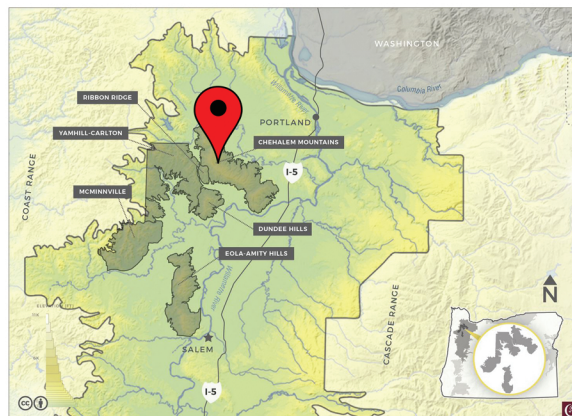 WASHINGTON
Columbia River
RIBBON RIDGE
PORTLAND
YAMHILL-CARLTON
CHEHALEM MOUNTAINS
I-5
COAST RANGE
MCMINNVILLE
DUNDEE HILLS
EOLA-AMITY HILLS
CASCADE RANGE
N
SALEM
I-5
cc